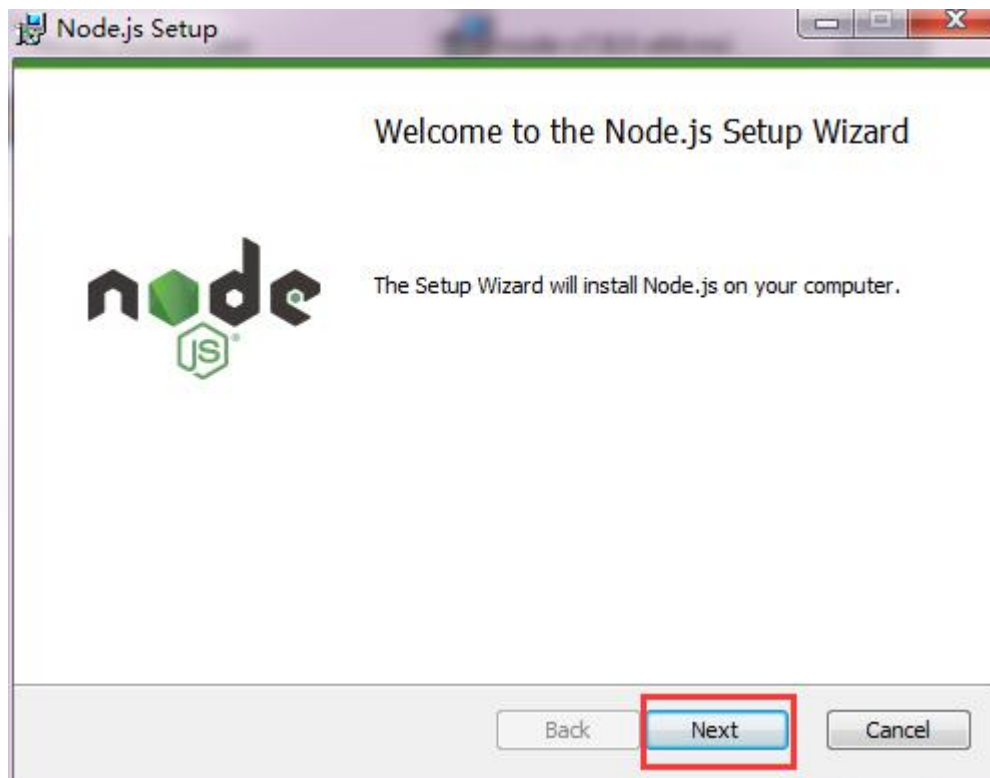 Node.js Setup
Welcome to the Node.js Setup Wizard
node
JS
The Setup Wizard will install Node.js on your computer.
Back
Next
Cancel